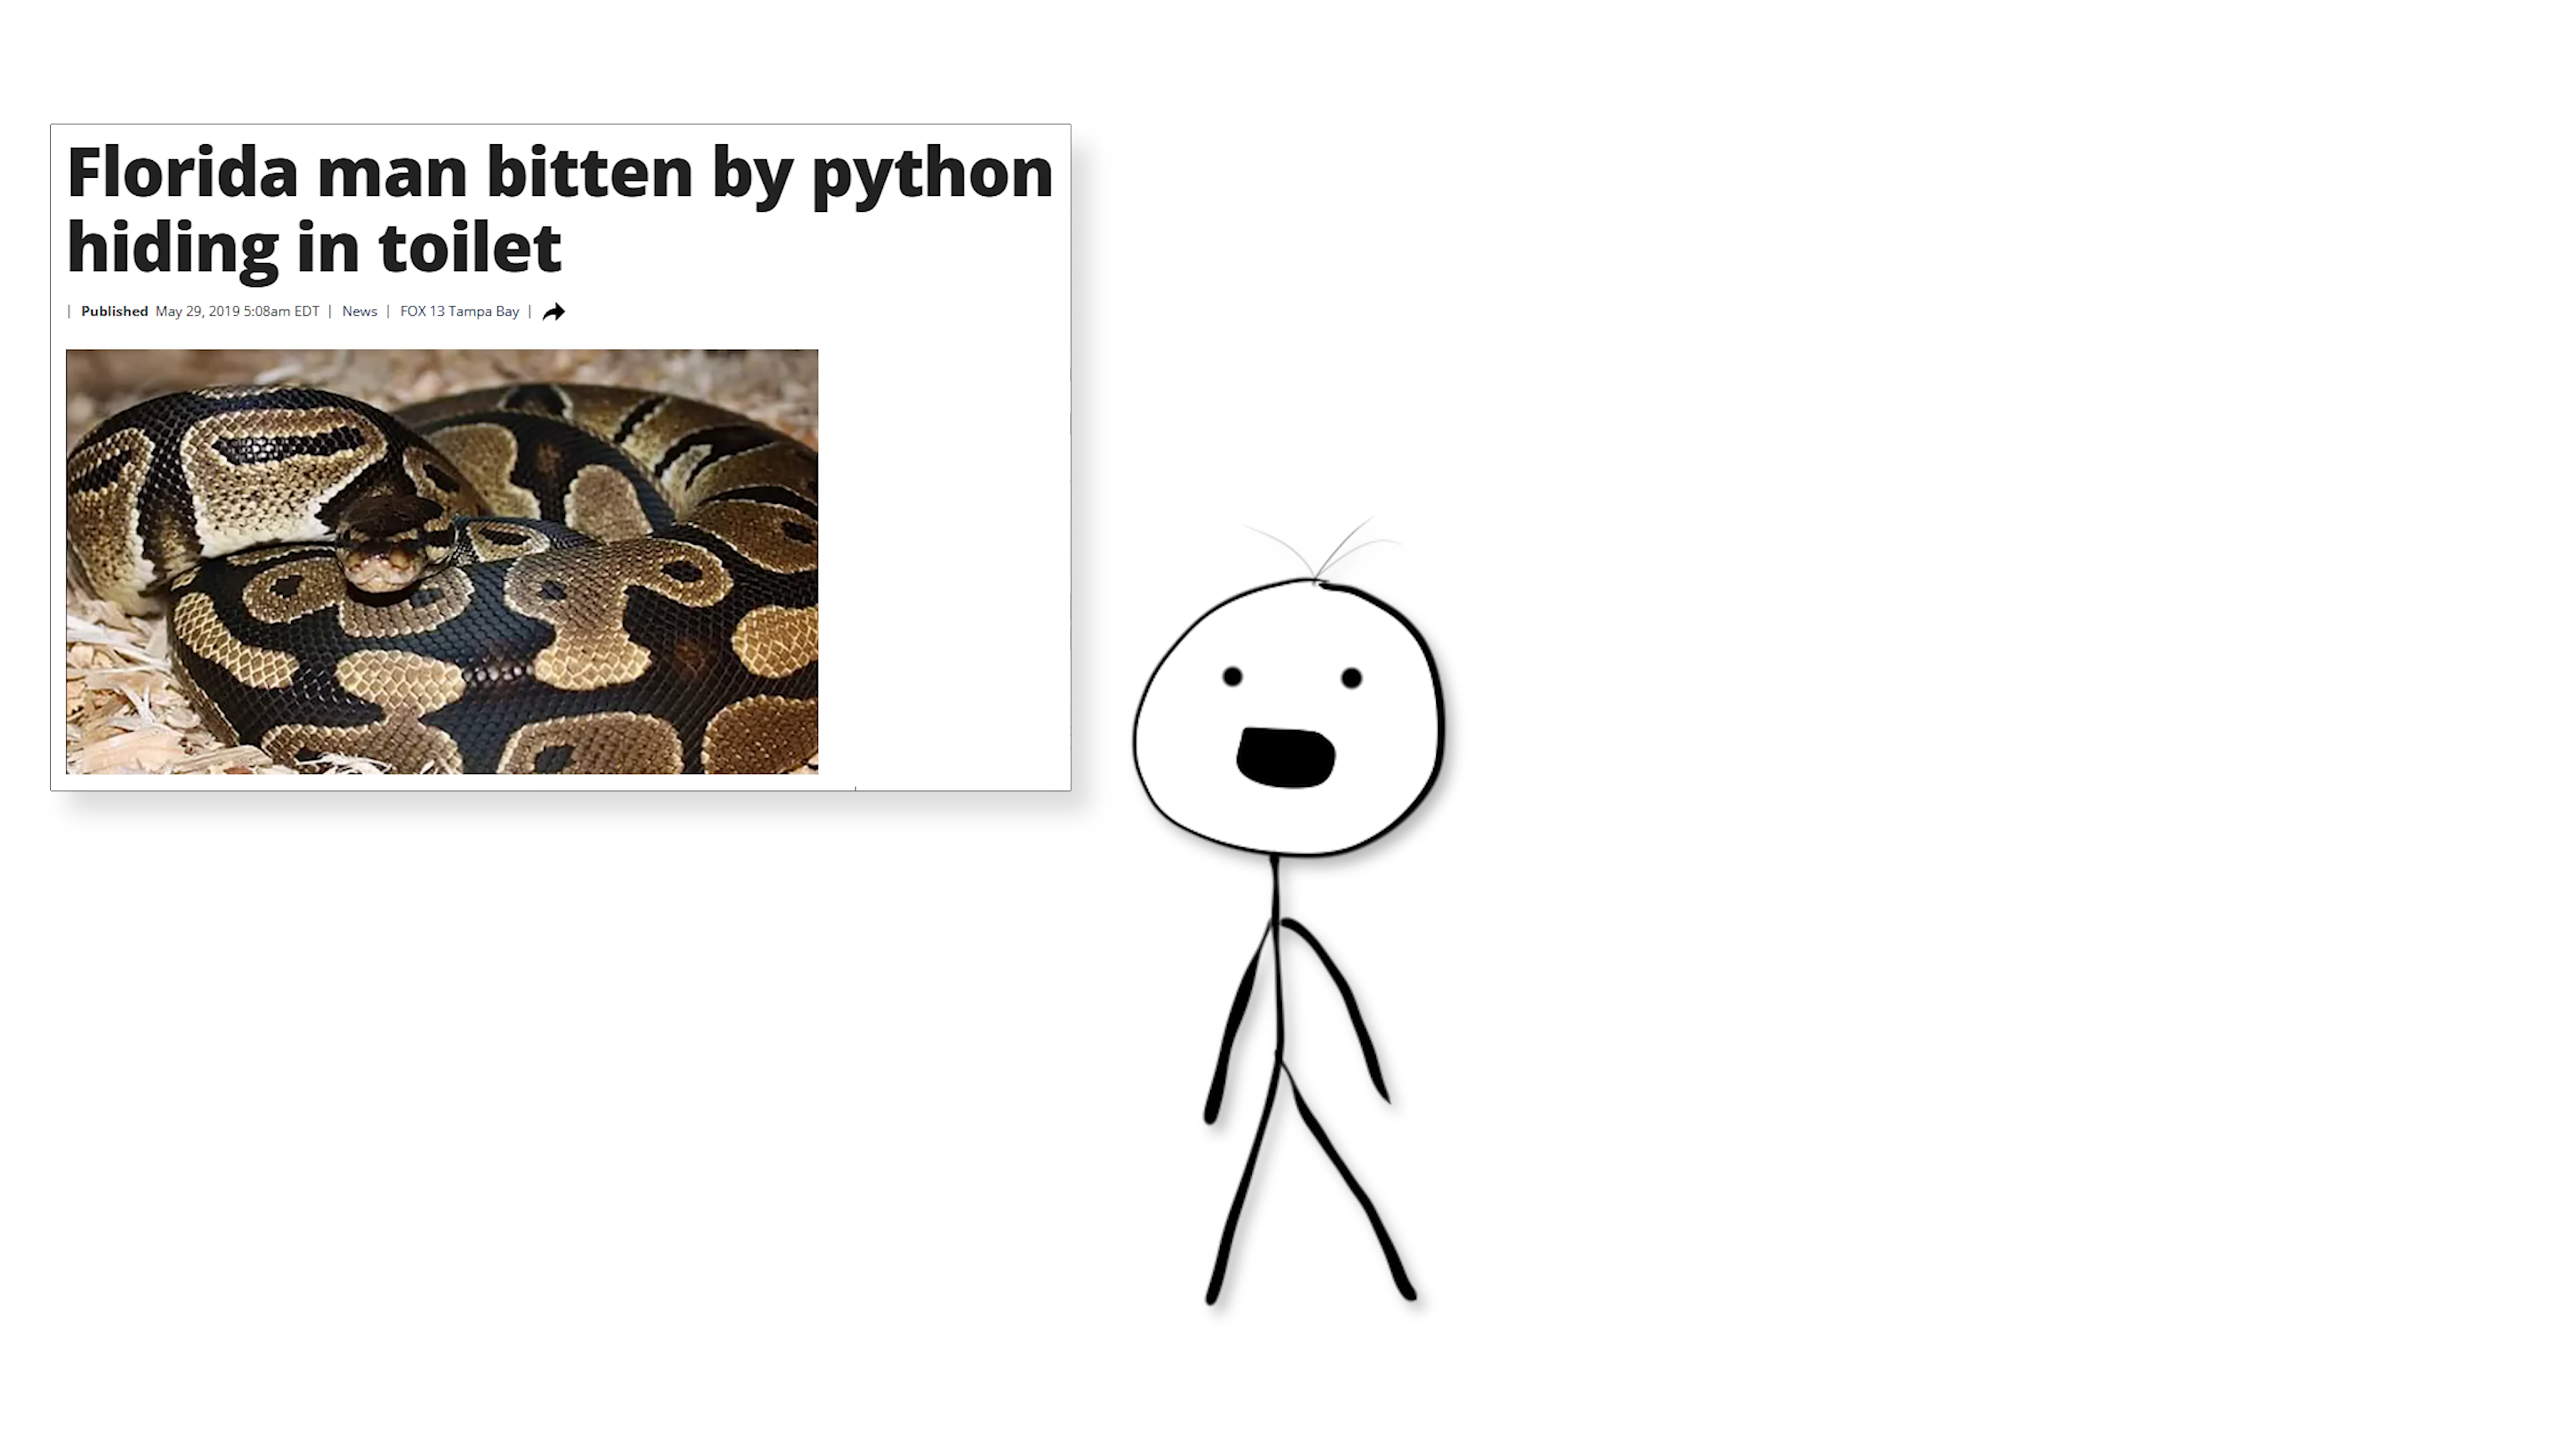 Florida man bitten by python
hiding in toilet
| Published May 29, 2019 5:08am EDT | News | FOX 13 Tampa Bay |